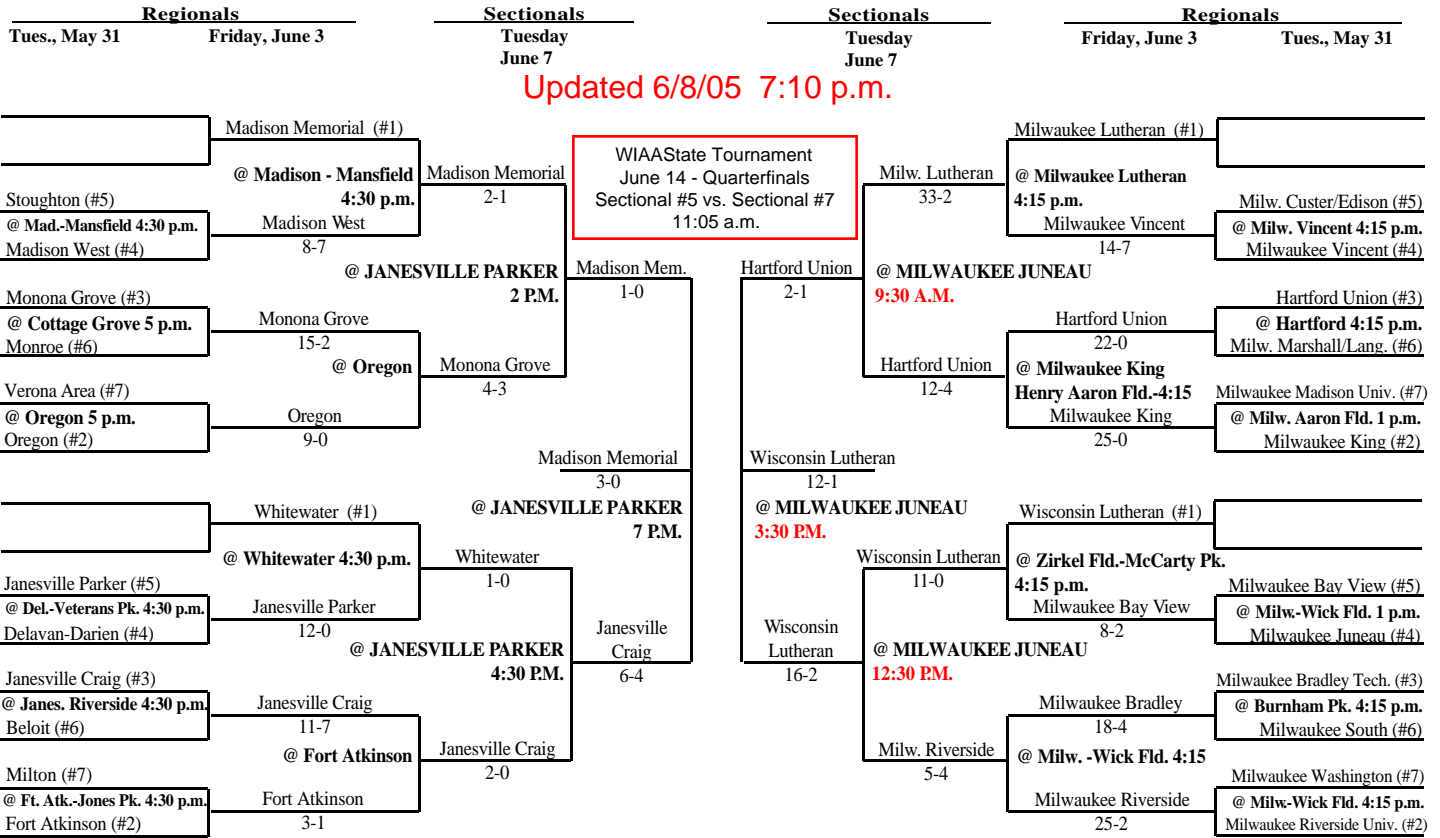 Regionals
Sectionals
Sectionals
Regionals
Tues., May 31
Friday, June 3
Tuesday
June 7
Tuesday
June 7
Friday, June 3
Tues., May 31
Updated 6/8/05 7:10 p.m.
WIAAState Tournament
June 14 - Quarterfinals
Sectional #5 vs. Sectional #7
11:05 a.m.
Madison Memorial (#1)
@ Madison - Mansfield
4:30 p.m.
Madison Memorial
2-1
Stoughton (#5)
@ Mad.-Mansfield 4:30 p.m.
Madison West (#4)
Madison West
8-7
@ JANESVILLE PARKER
2 P.M.
Madison Mem.
1-0
Monona Grove (#3)
@ Cottage Grove 5 p.m.
Monroe (#6)
Monona Grove
15-2
@ Oregon
Monona Grove
4-3
Verona Area (#7)
@ Oregon 5 p.m.
Oregon (#2)
Oregon
9-0
Madison Memorial
3-0
@ JANESVILLE PARKER
7 P.M.
Whitewater (#1)
@ Whitewater 4:30 p.m.
Whitewater
1-0
Janesville Parker (#5)
@ Del.-Veterans Pk. 4:30 p.m.
Delavan-Darien (#4)
Janesville Parker
12-0
@ JANESVILLE PARKER
4:30 P.M.
Janesville
Craig
6-4
Janesville Craig (#3)
@ Janes. Riverside 4:30 p.m.
Beloit (#6)
Janesville Craig
11-7
@ Fort Atkinson
Janesville Craig
2-0
Milton (#7)
@ Ft. Atk.-Jones Pk. 4:30 p.m.
Fort Atkinson (#2)
Fort Atkinson
3-1
Milwaukee Lutheran (#1)
Milw. Lutheran
33-2
@ Milwaukee Lutheran
4:15 p.m.
Milwaukee Vincent
14-7
Milw. Custer/Edison (#5)
@ Milw. Vincent 4:15 p.m.
Milwaukee Vincent (#4)
Hartford Union
2-1
@ MILWAUKEE JUNEAU
9:30 A.M.
Hartford Union
22-0
Hartford Union (#3)
@ Hartford 4:15 p.m.
Milw. Marshall/Lang. (#6)
Hartford Union
12-4
@ Milwaukee King
Henry Aaron Fld.-4:15
Milwaukee King
25-0
Milwaukee Madison Univ. (#7)
@ Milw. Aaron Fld. 1 p.m.
Milwaukee King (#2)
Wisconsin Lutheran
12-1
@ MILWAUKEE JUNEAU
3:30 P.M.
Wisconsin Lutheran (#1)
Wisconsin Lutheran
11-0
@ Zirkel Fld.-McCarty Pk.
4:15 p.m.
Milwaukee Bay View
8-2
Milwaukee Bay View (#5)
@ Milw.-Wick Fld. 1 p.m.
Milwaukee Juneau (#4)
Wisconsin
Lutheran
16-2
@ MILWAUKEE JUNEAU
12:30 P.M.
Milwaukee Bradley
18-4
Milwaukee Bradley Tech. (#3)
@ Burnham Pk. 4:15 p.m.
Milwaukee South (#6)
Milw. Riverside
5-4
@ Milw. -Wick Fld. 4:15
Milwaukee Riverside
25-2
Milwaukee Washington (#7)
@ Milw.-Wick Fld. 4:15 p.m.
Milwaukee Riverside Univ. (#2)